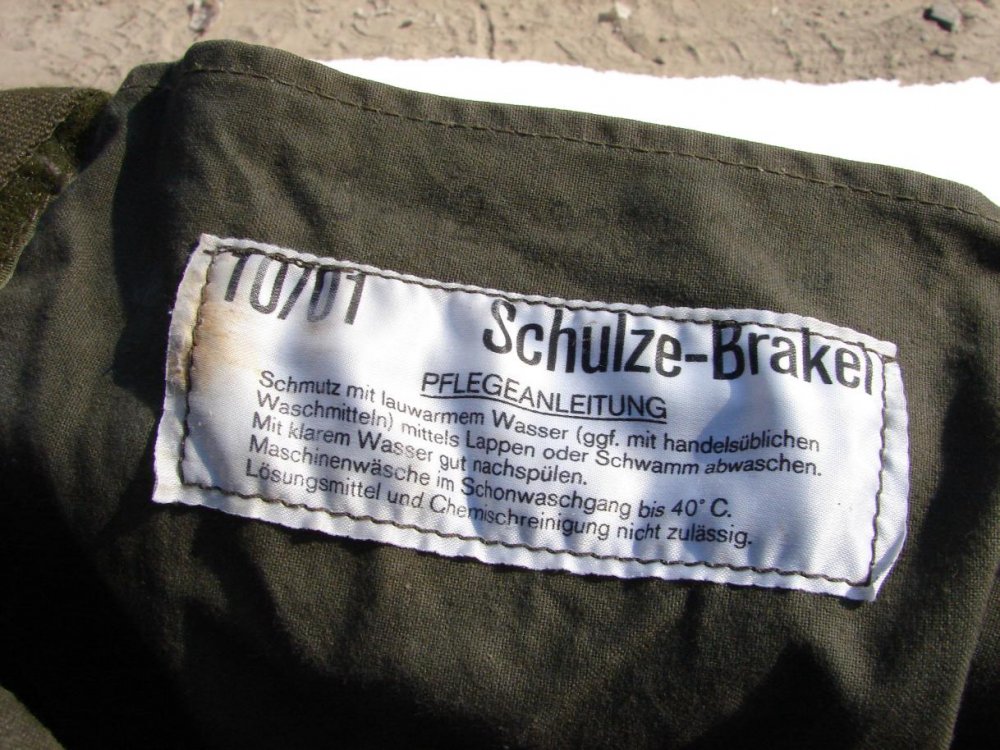 10/01
Schulze-Brakel
PFLEGEANLEITUNG
Schmutz mit lauwarmem Wasser (ggf. mit handelsüblichen
Waschmitteln) mittels Lappen oder Schwamm abwaschen.
Mit klarem Wasser gut nachspülen.
Maschinenwäsche im Schonwaschgang bis 40° C.
Lösungsmittel und Chemischreinigung nicht zulässig.